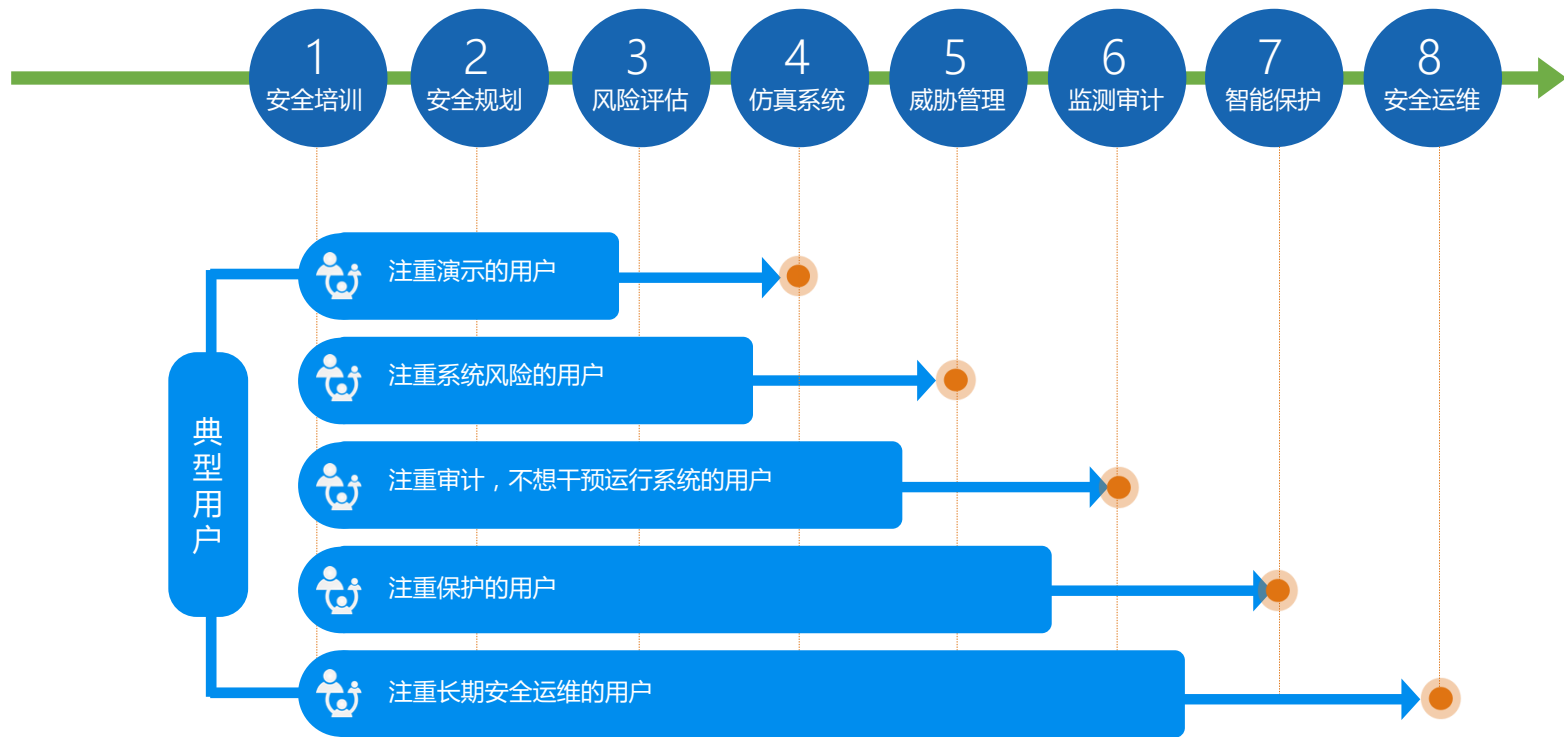 1
安全培训
2
安全规划
3
风险评估
4
仿真系统
5
威胁管理
6
监测审计
7
智能保护
8
安全运维
典型用户
注重演示的用户
注重系统风险的用户
注重审计，不想干预运行系统的用户
注重保护的用户
注重长期安全运维的用户